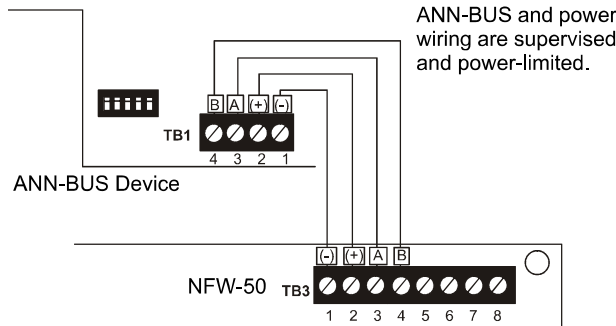 ANN-BUS and power
wiring are supervised
and power-limited.
B A (+) (-)
TB1
4 3 2 1
ANN-BUS Device
(-) (+) A B
NFW-50 TB3
1 2 3 4 5 6 7 8